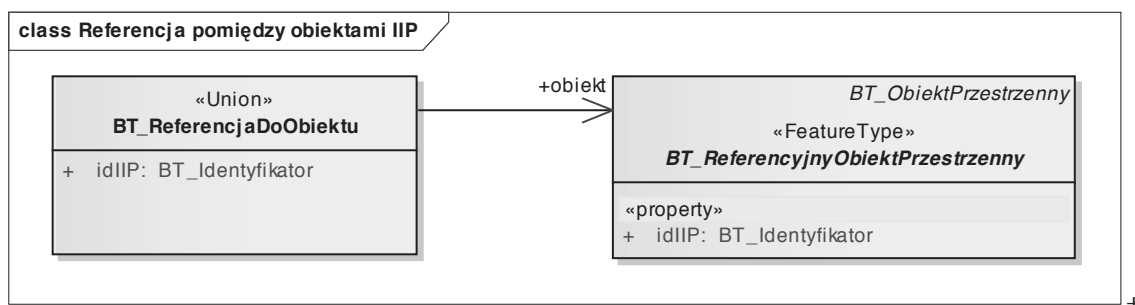 class Referencja pomiędzy obiektami IIP
«Union»
BT_ReferencjaDoObiektu
+ idIIP: BT_Identyfikator
+obiekt
BT_ObiektPrzestrzenny
«FeatureType»
BT_ReferencyjnyObiektPrzestrzenny
«property»
+ idIIP: BT_Identyfikator